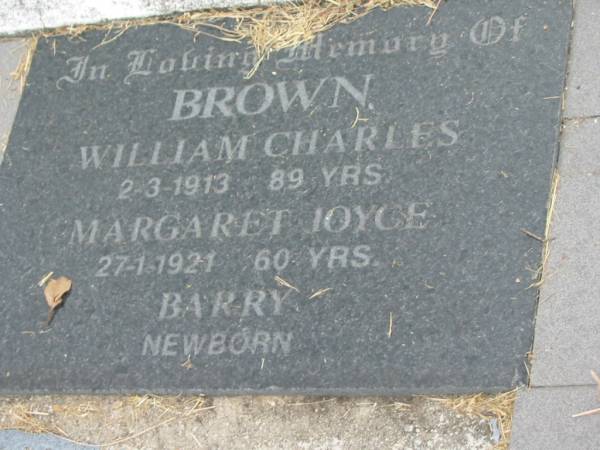 In Loving Memory Of
BROWN
WILLIAM CHARLES
2-3-1913 89 YRS.
MARGARET JOYCE
27-1-1921 60 YRS.
BARRY
NEWBORN